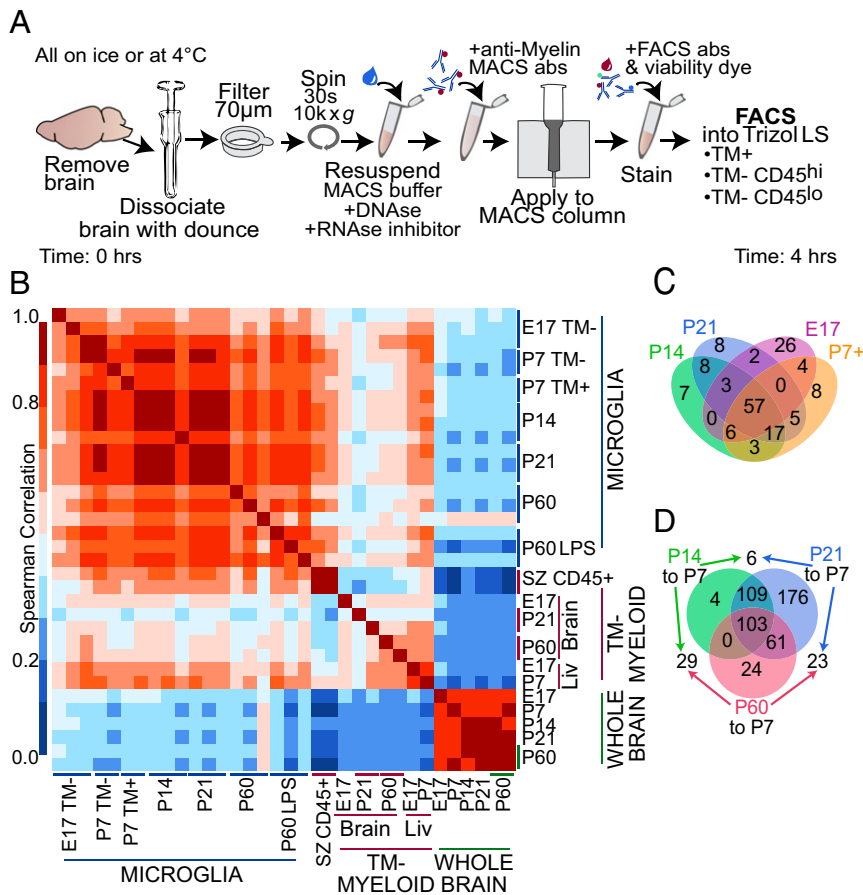 A
All on ice or at 4°C
Remove
brain
Dissociate
brain with dounce
Filter
70µm
Spin
30s
10k x g
Resuspend
MACS buffer
+DNAse
+RNAse inhibitor
+anti-Myelin
MACS abs
Apply to
MACS column
+FACS abs
& viability dye
Stain
FACS
into Trizol LS
•TM+
•TM- CD45hi
•TM- CD45lo
Time: 0 hrs
Time: 4 hrs
B
Spearman Correlation
1.0
0.8
0.2
0.0
E17 TM-
P7 TM-
P7 TM+
P14
P21
P60
P60 LPS
MICROGLIA
SZ CD45+
E17
P21
P60
Brain
E17
P7
Liv
TM-
MYELOID
E17
P7
P14
P21
P60
WHOLE
BRAIN
E17 TM-
P7 TM-
P7 TM+
P14
P21
P60
P60 LPS
SZ CD45+
E17
P21
P60
E17
P7
E17
P7
P14
P21
P60
Brain
Liv
MICROGLIA
TM-
MYELOID
WHOLE
BRAIN
C
P21
E17
P14
P7+
8
2
26
8
4
7
3
0
8
57
0
5
6
17
3
D
P14
to P7
6
P21
to P7
109
4
176
103
0
61
29
24
23
P60
to P7